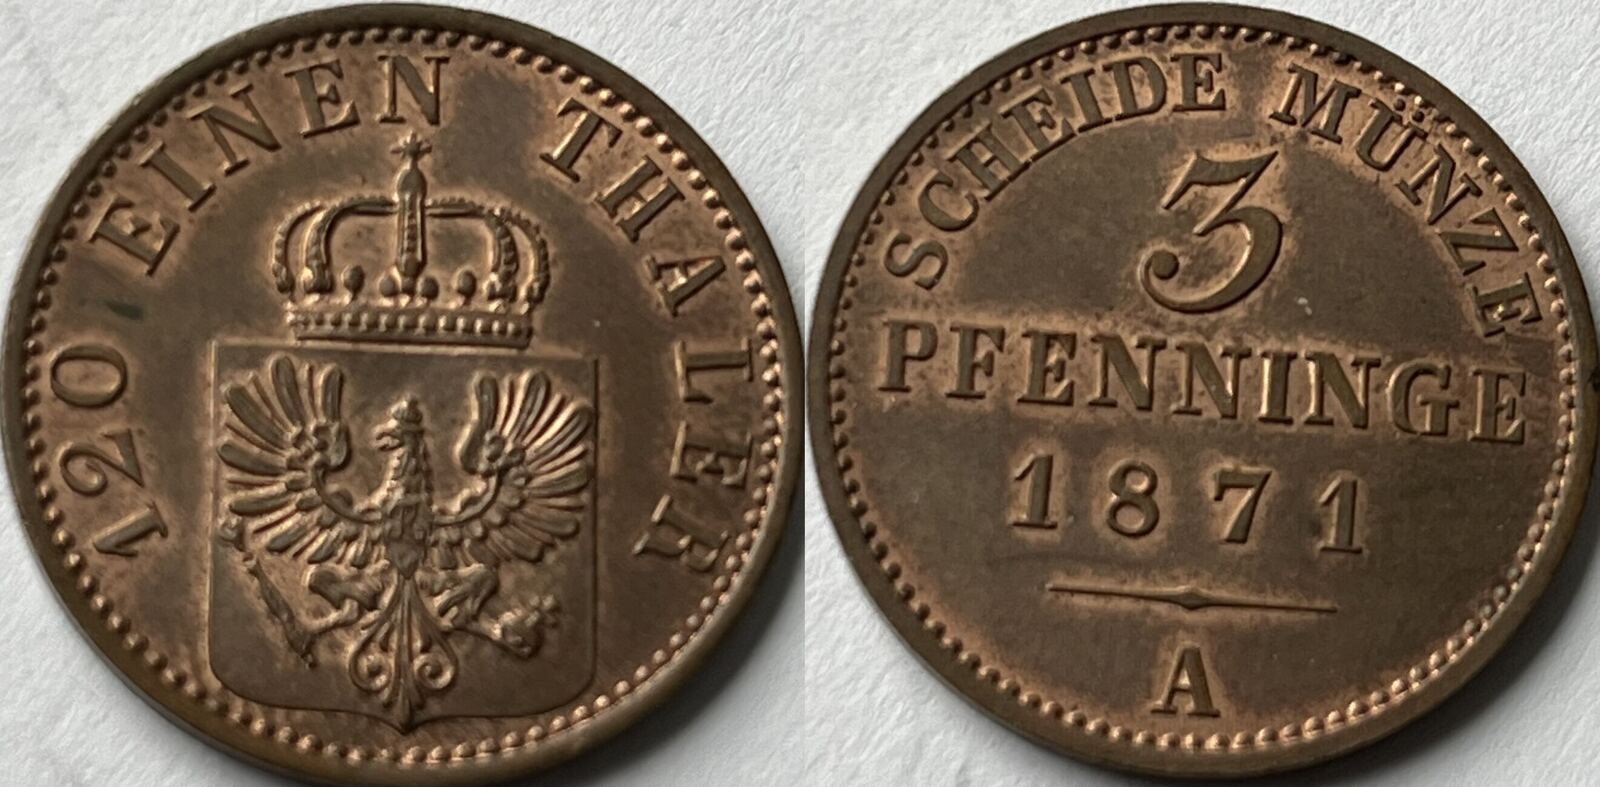 120 EINEN THALER
SCHEIDE MÜNZE
3
PFENNINGE
1871
A